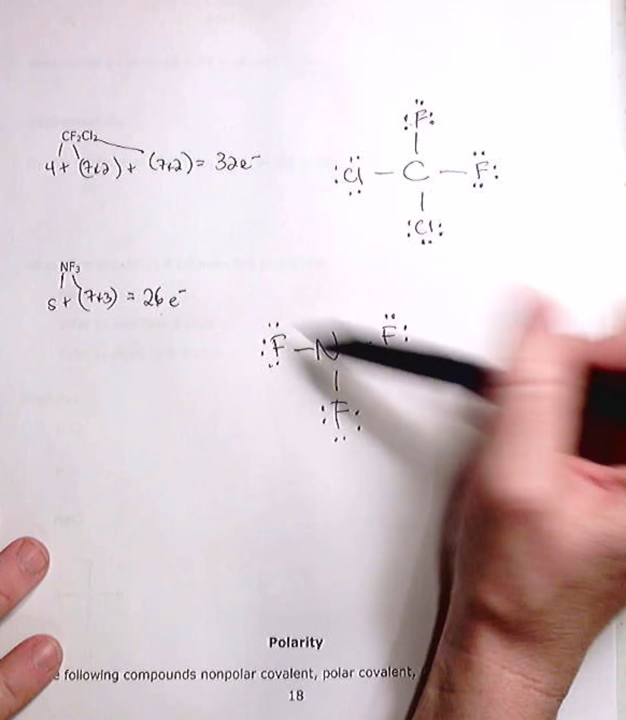 CF2Cl2
4 + (7×2) + (7×2) = 32e-
:F:
:Cl - C - F:
:Cl:
NF3
5 + (7×3) = 26 e-
:F - N - F:
:F:
Polarity
following compounds nonpolar covalent, polar covalent,
18